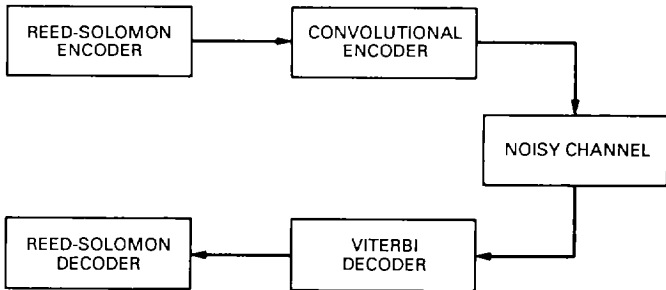 REED-SOLOMON
ENCODER
CONVOLUTIONAL
ENCODER
NOISY CHANNEL
REED-SOLOMON
DECODER
VITERBI
DECODER